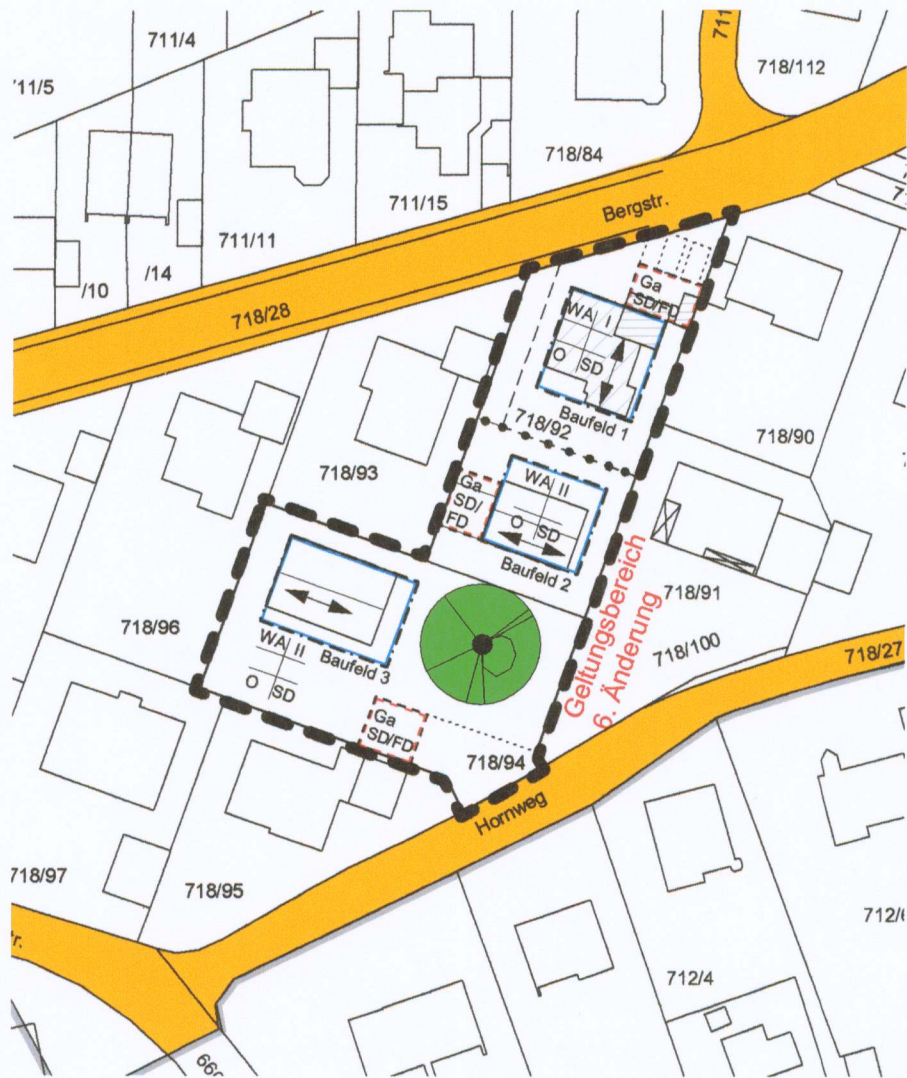 711/4
718/112
'11/5
718/84
711/15
Bergstr.
711/11
/10
/14
718/28
Ga
SD/FD
WA I
O SD
Baufeld 1
718/92
718/90
718/93
Ga
SD/
FD
WA II
O SD
Baufeld 2
Geltungsbereich
6. Änderung
718/91
718/96
WA II
Baufeld 3
O SD
718/100
718/27
Ga
SD/FD
718/94
Hornweg
718/97
718/95
712/4